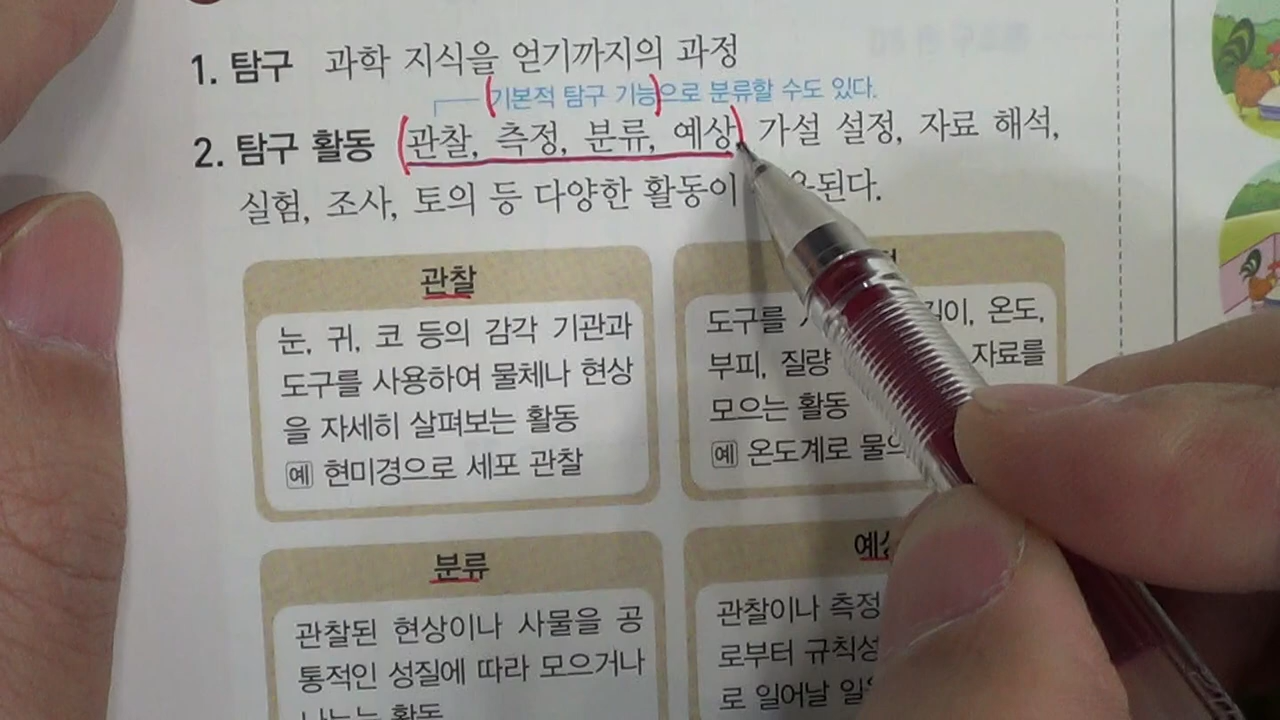 1. 탐구 과학 지식을 얻기까지의 과정
기본적 탐구 기능으로 분류할 수도 있다.
2. 탐구 활동 (관찰, 측정, 분류, 예상) 가설 설정, 자료 해석,
실험, 조사, 토의 등 다양한 활동이
관찰
눈, 귀, 코 등의 감각 기관과
도구를 사용하여 물체나 현상
을 자세히 살펴보는 활동
예 현미경으로 세포 관찰
도구를 온도,
부피, 질량 자료를
모으는 활동
예 온도계로
분류
관찰된 현상이나 사물을 공
통적인 성질에 따라 모으거나
예상
관찰이나 측정
로부터 규칙성
로 일어날